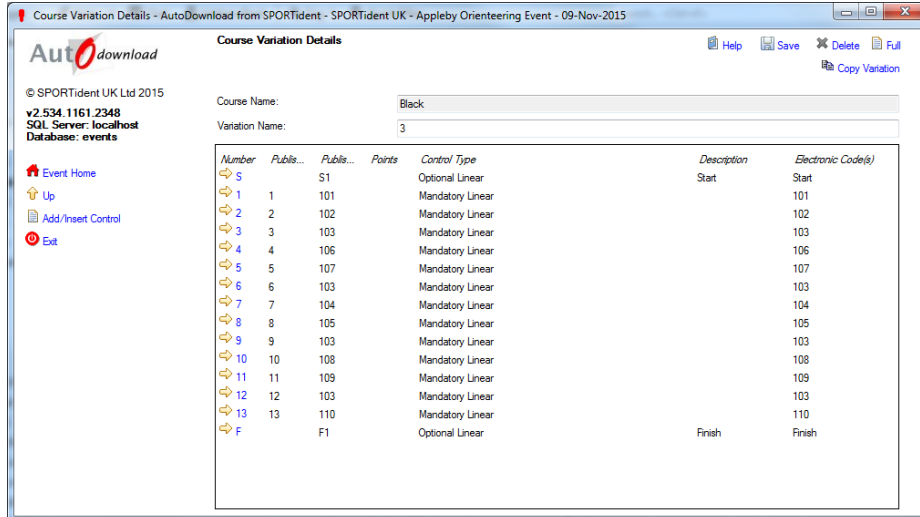 Course Variation Details - AutoDownload from SPORTident - SPORTident UK - Appleby Orienteering Event - 09-Nov-2015
AutOdownload
Course Variation Details
Help Save Delete Full
Copy Variation
© SPORTident UK Ltd 2015
v2.534.1161.2348
SQL Server: localhost
Database: events
Event Home
Up
Add/Insert Control
Exit
Course Name: Black
Variation Name: 3
Number Publis... Publis... Points Control Type Description Electronic Code(s)
S S1 Optional Linear Start Start
1 1 101 Mandatory Linear 101
2 2 102 Mandatory Linear 102
3 3 103 Mandatory Linear 103
4 4 106 Mandatory Linear 106
5 5 107 Mandatory Linear 107
6 6 103 Mandatory Linear 103
7 7 104 Mandatory Linear 104
8 8 105 Mandatory Linear 105
9 9 103 Mandatory Linear 103
10 10 108 Mandatory Linear 108
11 11 109 Mandatory Linear 109
12 12 103 Mandatory Linear 103
13 13 110 Mandatory Linear 110
F F1 Optional Linear Finish Finish